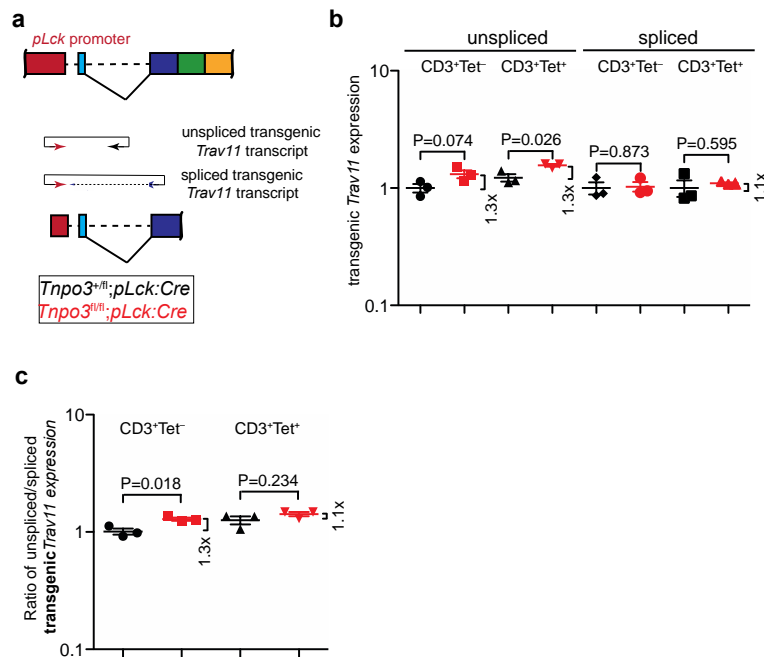 a
pLck promoter
unspliced transgenic
Travll transcript
spliced transgenic
Trav11 transcript
Tnpo3+/fl;pLck:Cre
Tnpo3fl/fl;pLck:Cre
b
unspliced
spliced
CD3+Tet–
CD3+Tet+
CD3+Tet–
CD3+Tet+
transgenic Trav11 expression
10
1
0.1
P=0.074
P=0.026
P=0.873
P=0.595
1.3x
1.3x
1.1x
c
Ratio of unspliced/spliced
transgenic Trav11 expression
10
1
0.1
CD3+Tet–
CD3+Tet+
P=0.018
P=0.234
1.3x
1.1x